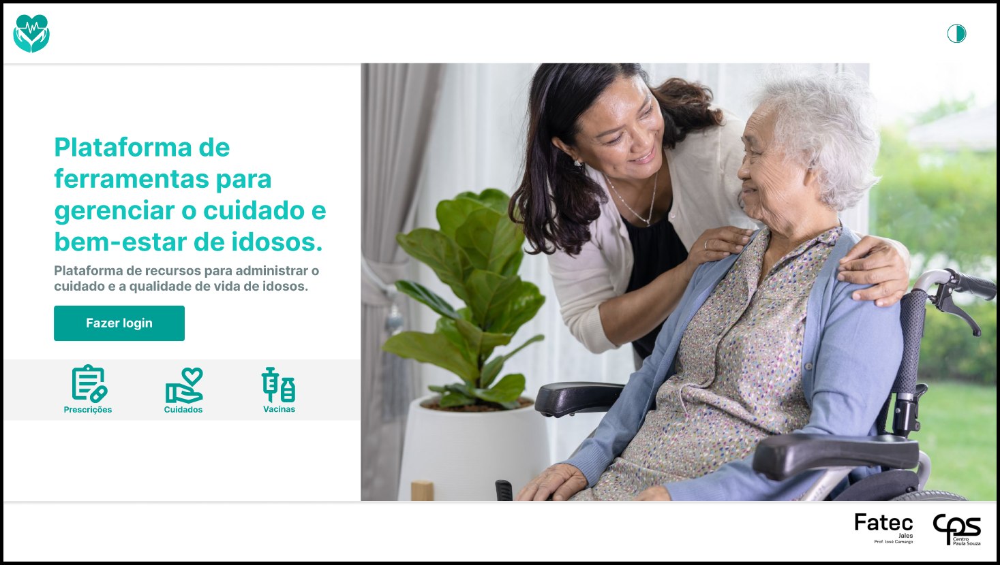 Plataforma de
ferramentas para
gerenciar o cuidado e
bem-estar de idosos.
Plataforma de recursos para administrar o
cuidado e a qualidade de vida de idosos.
Fazer login
Prescrições
Cuidados
Vacinas
Fatec
Jales
Prof. José Camargo
CPS
Centro
Paula Souza